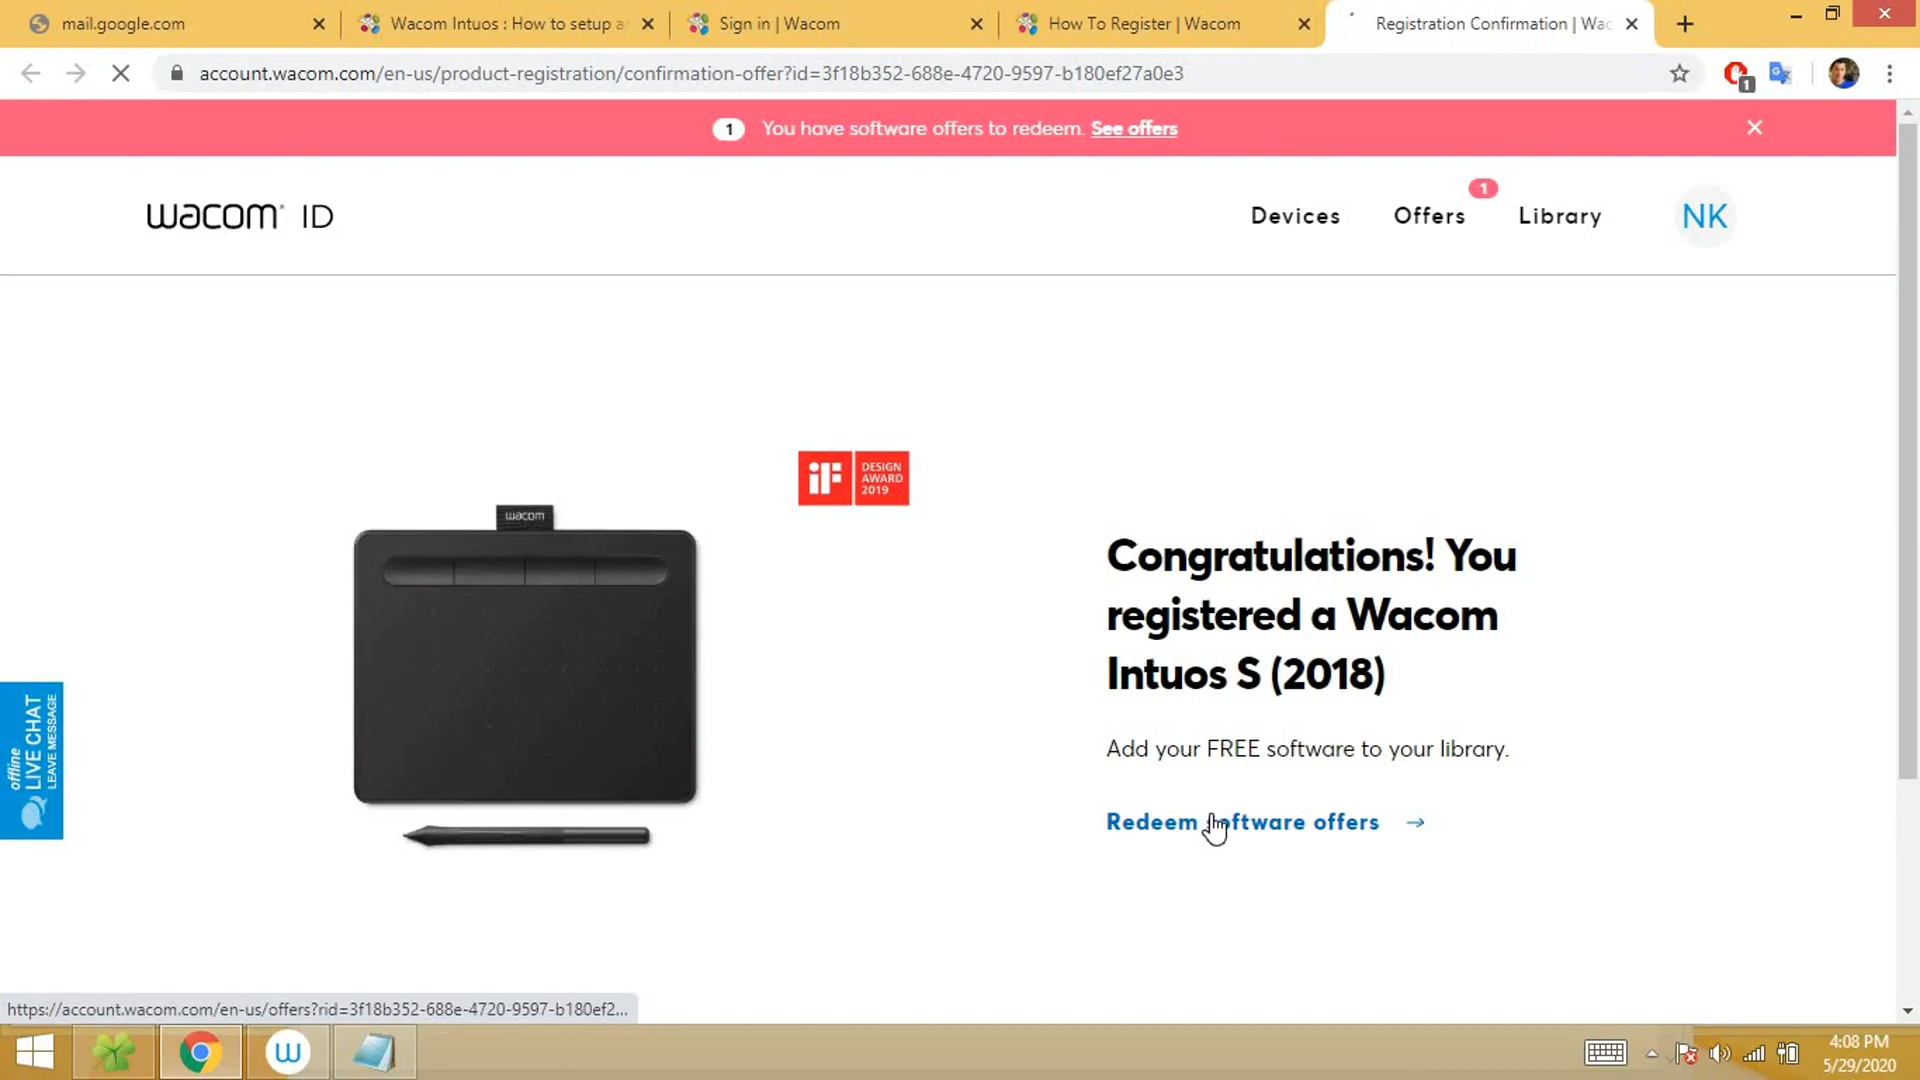 mail.google.com
Wacom Intuos : How to setup a
Sign in | Wacom
How To Register | Wacom
Registration Confirmation | Wac
account.wacom.com/en-us/product-registration/confirmation-offer?id=3f18b352-688e-4720-9597-b180ef27a0e3
1
1 You have software offers to redeem. See offers
wacom ID
Devices
Offers
1
Library
NK
iF DESIGN AWARD 2019
wacom
Congratulations! You
registered a Wacom
Intuos S (2018)
Add your FREE software to your library.
Redeem software offers →
offline
LIVE CHAT
LEAVE MESSAGE
https://account.wacom.com/en-us/offers?rid=3f18b352-688e-4720-9597-b180ef2...
4:08 PM
5/29/2020